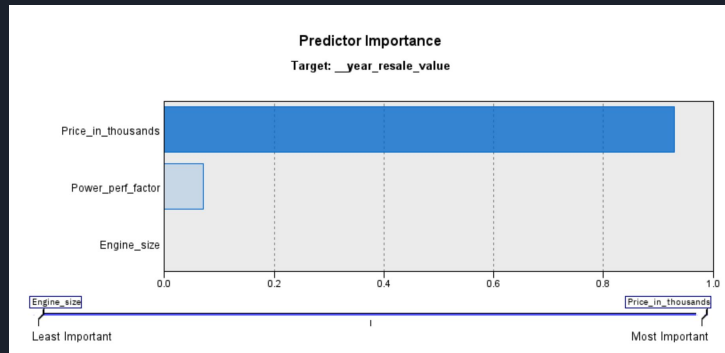 Predictor Importance
Target: __year_resale_value
Price_in_thousands
Power_perf_factor
Engine_size
0.0 0.2 0.4 0.6 0.8 1.0
Engine_size Price_in_thousands
Least Important Most Important